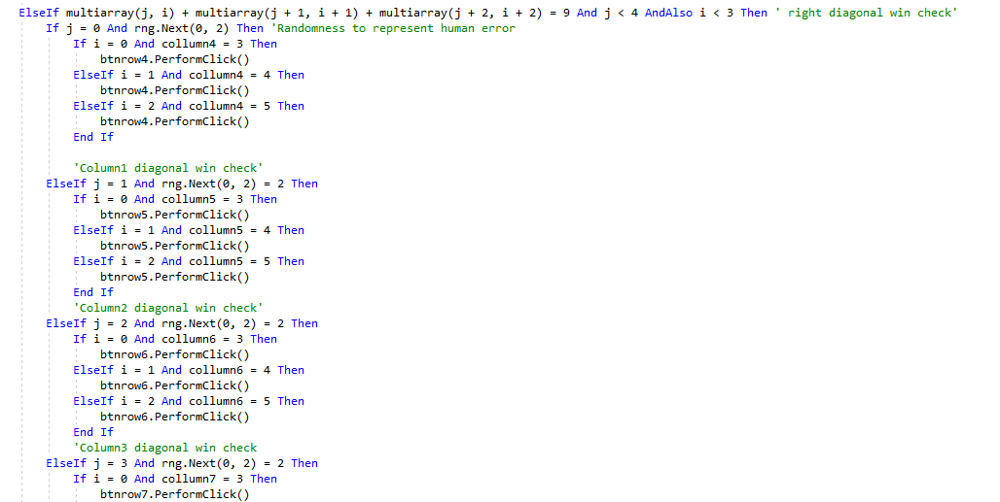 ElseIf multiarray(j, i) + multiarray(j + 1, i + 1) + multiarray(j + 2, i + 2) = 9 And j < 4 AndAlso i < 3 Then ' right diagonal win check'
If j = 0 And rng.Next(0, 2) Then 'Randomness to represent human error
If i = 0 And collumn4 = 3 Then
btnrow4.PerformClick()
ElseIf i = 1 And collumn4 = 4 Then
btnrow4.PerformClick()
ElseIf i = 2 And collumn4 = 5 Then
btnrow4.PerformClick()
End If
'Column1 diagonal win check'
ElseIf j = 1 And rng.Next(0, 2) = 2 Then
If i = 0 And collumn5 = 3 Then
btnrow5.PerformClick()
ElseIf i = 1 And collumn5 = 4 Then
btnrow5.PerformClick()
ElseIf i = 2 And collumn5 = 5 Then
btnrow5.PerformClick()
End If
'Column2 diagonal win check'
ElseIf j = 2 And rng.Next(0, 2) = 2 Then
If i = 0 And collumn6 = 3 Then
btnrow6.PerformClick()
ElseIf i = 1 And collumn6 = 4 Then
btnrow6.PerformClick()
ElseIf i = 2 And collumn6 = 5 Then
btnrow6.PerformClick()
End If
'Column3 diagonal win check
ElseIf j = 3 And rng.Next(0, 2) = 2 Then
If i = 0 And collumn7 = 3 Then
btnrow7.PerformClick()